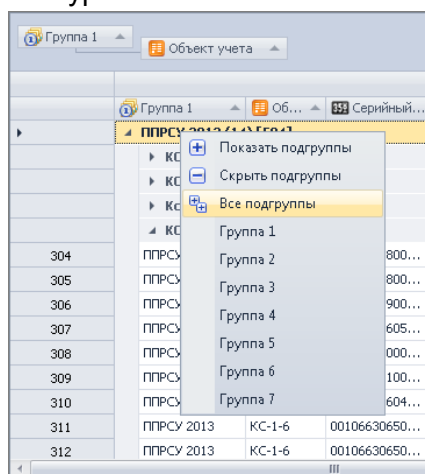 Группа 1
Объект учета
Группа 1 Об... Серийный...
ППРСУ 2013 (14) [504]
КС
Показать подгруппы
КС
Скрыть подгруппы
Кс
Все подгруппы
КС
Группа 1
304 ППРСУ 800...
Группа 2
305 ППРСУ 800...
Группа 3
306 ППРСУ 900...
Группа 4
307 ППРСУ 605...
Группа 5
308 ППРСУ 000...
Группа 6
309 ППРСУ 100...
Группа 7
310 ППРСУ 604...
311 ППРСУ 2013 КС-1-6 00106630650...
312 ППРСУ 2013 КС-1-6 00106630650...